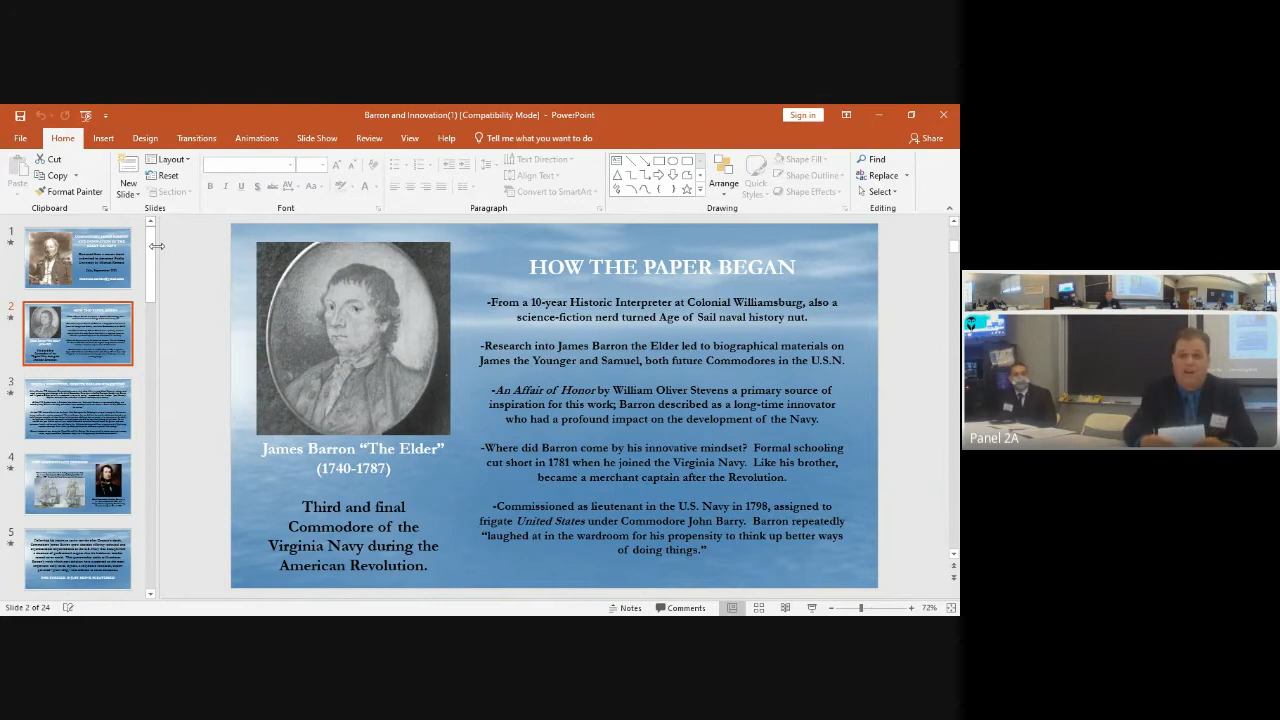 Barron and Innovation(1) [Compatibility Mode] - PowerPoint
Sign in
File Home Insert Design Transitions Animations Slide Show Review View Help Tell me what you want to do
Share
Paste
Cut
Copy
Format Painter
Clipboard
New Slide
Layout
Reset
Section
Slides
B I U S abc AV Aa A
Font
Text Direction
Align Text
Convert to SmartArt
Paragraph
Arrange
Quick Styles
Shape Fill
Shape Outline
Shape Effects
Drawing
Find
Replace
Select
Editing
1
2
3
4
5
HOW THE PAPER BEGAN
-From a 10-year Historic Interpreter at Colonial Williamsburg, also a
science-fiction nerd turned Age of Sail naval history nut.
-Research into James Barron the Elder led to biographical materials on
James the Younger and Samuel, both future Commodores in the U.S.N.
-An Affair of Honor by William Oliver Stevens a primary source of
inspiration for this work; Barron described as a long-time innovator
who had a profound impact on the development of the Navy.
-Where did Barron come by his innovative mindset? Formal schooling
cut short in 1781 when he joined the Virginia Navy. Like his brother,
became a merchant captain after the Revolution.
-Commissioned as lieutenant in the U.S. Navy in 1798, assigned to
frigate United States under Commodore John Barry. Barron repeatedly
"laughed at in the wardroom for his propensity to think up better ways
of doing things."
James Barron "The Elder"
(1740-1787)
Third and final
Commodore of the
Virginia Navy during the
American Revolution.
Slide 2 of 24
Notes
Comments
72%
Panel 2A